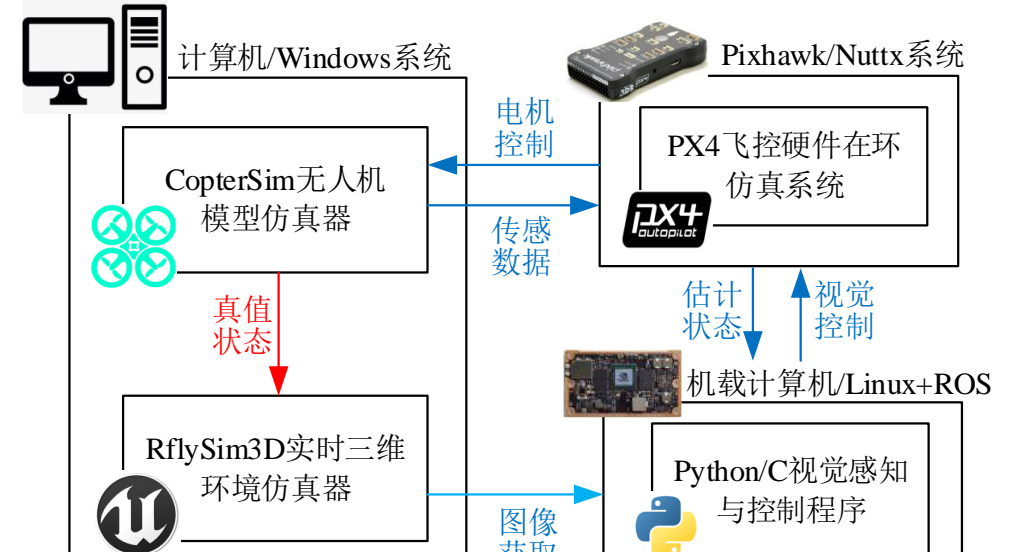 计算机/Windows系统
Pixhawk/Nuttx系统
电机
控制
PX4飞控硬件在环
仿真系统
CopterSim无人机
模型仿真器
PX4
autopilot
传感
数据
真值
状态
估计
状态
视觉
控制
机载计算机/Linux+ROS
RflySim3D实时三维
环境仿真器
Python/C视觉感知
与控制程序
图像
获取